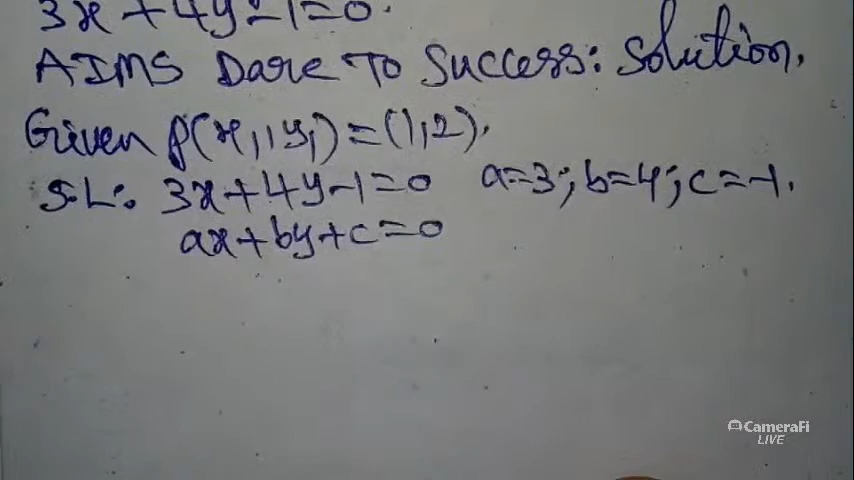 3x + 4y - 1 = 0.
AIMS Dare To Success: Solution.
Given P(x1, y1) = (1, 2).
S.L: 3x + 4y - 1 = 0 a = 3; b = 4; c = -1.
ax + by + c = 0
CameraFi
LIVE